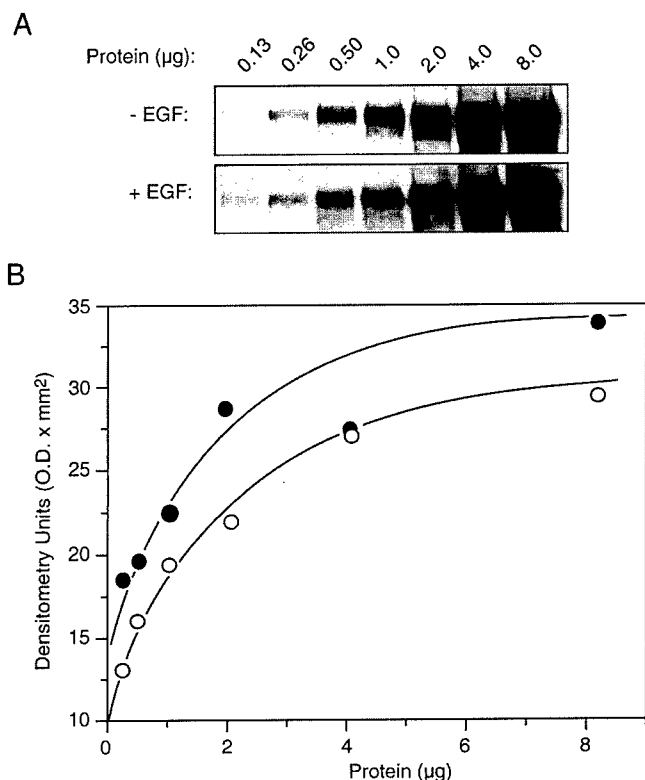 A
Protein (µg): 0.13 0.26 0.50 1.0 2.0 4.0 8.0
- EGF:
+ EGF:
B
35
30
25
20
15
10
Densitometry Units (O.D. x mm²)
0 2 4 6 8
Protein (µg)